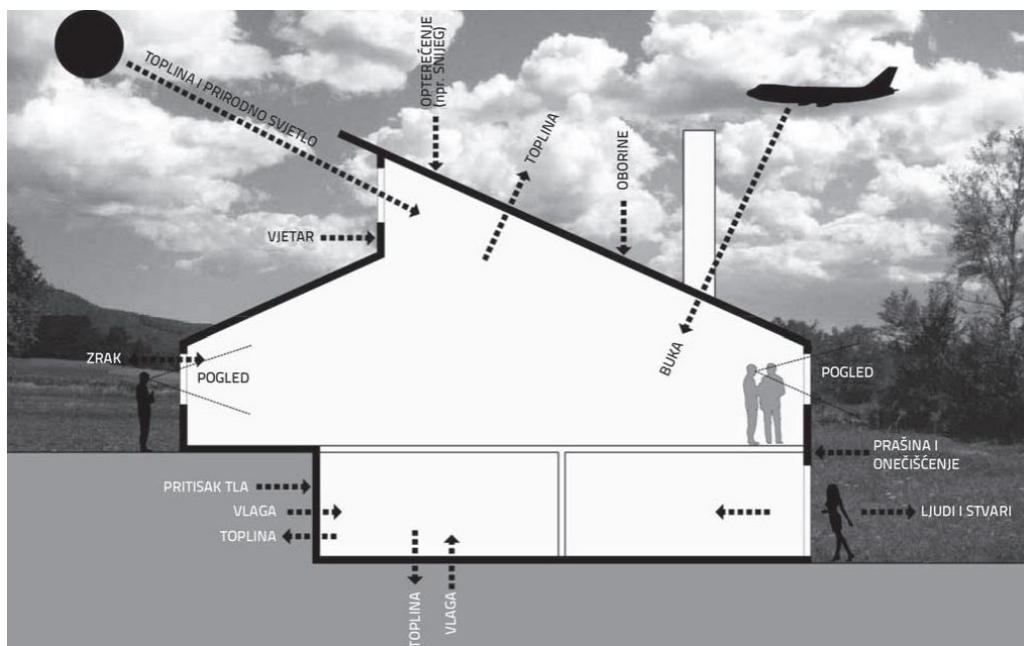 TOPLINA I PRIRODNO SVJETLO
OPTEREĆENJE
(npr. SNIJEG)
TOPLINA
OBORINE
VJETAR
BUKA
ZRAK
POGLED
POGLED
PRAŠINA I
ONEČIŠĆENJE
PRITISAK TLA
VLAGA
TOPLINA
LJUDI I STVARI
TOPLINA
VLAGA